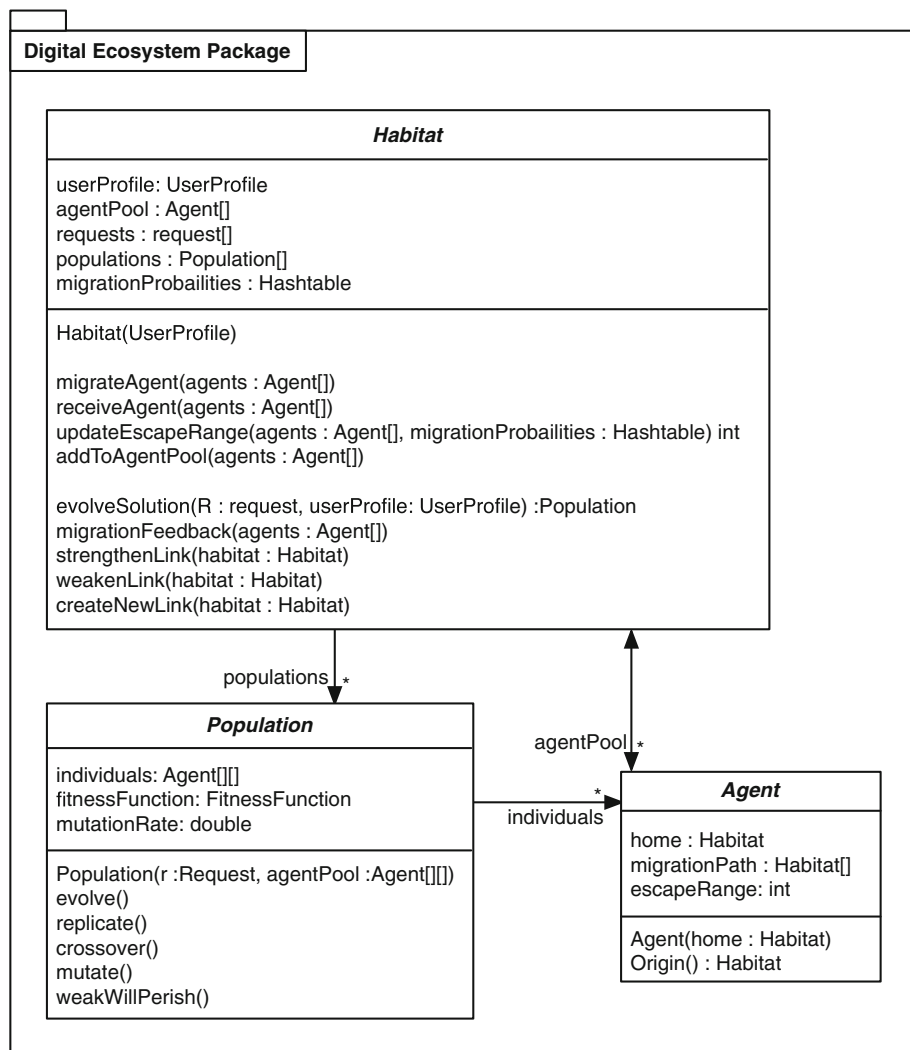 Digital Ecosystem Package
Habitat
userProfile: UserProfile
agentPool : Agent[]
requests : request[]
populations : Population[]
migrationProbailities : Hashtable
Habitat(UserProfile)
migrateAgent(agents : Agent[])
receiveAgent(agents : Agent[])
updateEscapeRange(agents : Agent[], migrationProbailities : Hashtable) int
addToAgentPool(agents : Agent[])
evolveSolution(R : request, userProfile: UserProfile) :Population
migrationFeedback(agents : Agent[])
strengthenLink(habitat : Habitat)
weakenLink(habitat : Habitat)
createNewLink(habitat : Habitat)
populations *
Population
individuals: Agent[][]
fitnessFunction: FitnessFunction
mutationRate: double
Population(r :Request, agentPool :Agent[][])
evolve()
replicate()
crossover()
mutate()
weakWillPerish()
agentPool *
*
individuals
Agent
home : Habitat
migrationPath : Habitat[]
escapeRange: int
Agent(home : Habitat)
Origin() : Habitat